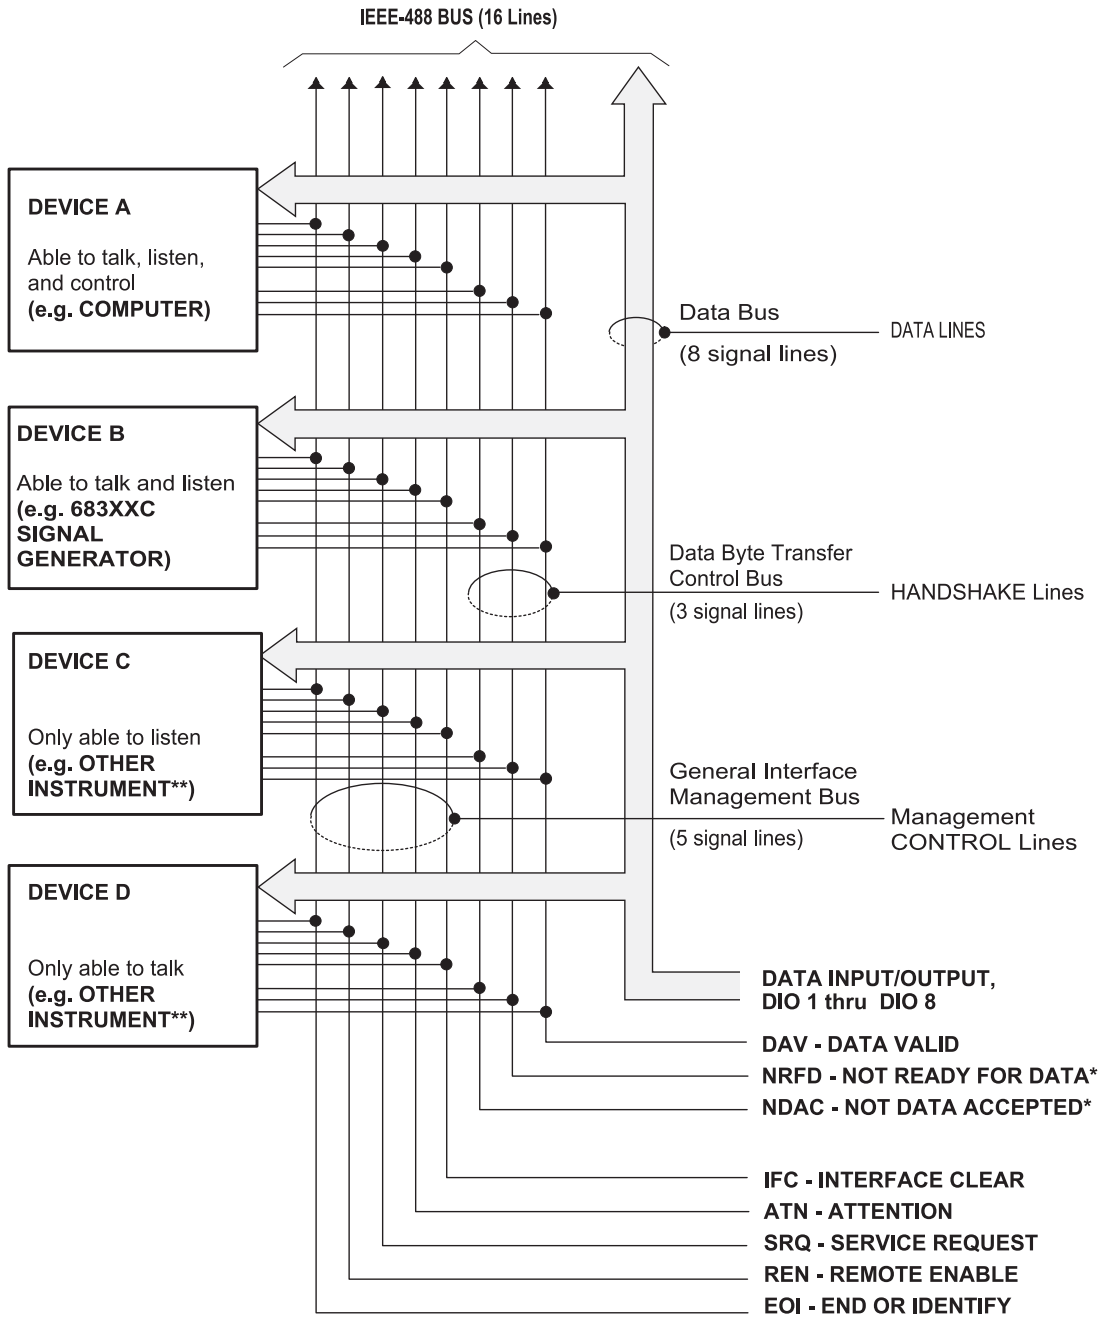 IEEE-488 BUS (16 Lines)
DEVICE A
Able to talk, listen,
and control
(e.g. COMPUTER)
Data Bus
(8 signal lines)
DATA LINES
DEVICE B
Able to talk and listen
(e.g. 683XXC
SIGNAL
GENERATOR)
Data Byte Transfer
Control Bus
(3 signal lines)
HANDSHAKE Lines
DEVICE C
Only able to listen
(e.g. OTHER
INSTRUMENT**)
General Interface
Management Bus
(5 signal lines)
Management
CONTROL Lines
DEVICE D
Only able to talk
(e.g. OTHER
INSTRUMENT**)
DATA INPUT/OUTPUT,
DIO 1 thru DIO 8
DAV - DATA VALID
NRFD - NOT READY FOR DATA*
NDAC - NOT DATA ACCEPTED*
IFC - INTERFACE CLEAR
ATN - ATTENTION
SRQ - SERVICE REQUEST
REN - REMOTE ENABLE
EOI - END OR IDENTIFY